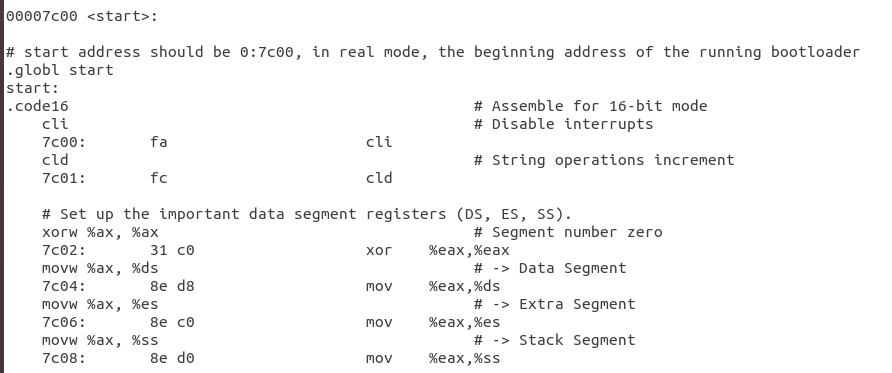 00007c00 <start>:
# start address should be 0:7c00, in real mode, the beginning address of the running bootloader
.globl start
start:
.code16                                             # Assemble for 16-bit mode
    cli                                             # Disable interrupts
    7c00:       fa                      cli
    cld                                             # String operations increment
    7c01:       fc                      cld
    # Set up the important data segment registers (DS, ES, SS).
    xorw %ax, %ax                                   # Segment number zero
    7c02:       31 c0                   xor    %eax,%eax
    movw %ax, %ds                                   # -> Data Segment
    7c04:       8e d8                   mov    %eax,%ds
    movw %ax, %es                                   # -> Extra Segment
    7c06:       8e c0                   mov    %eax,%es
    movw %ax, %ss                                   # -> Stack Segment
    7c08:       8e d0                   mov    %eax,%ss